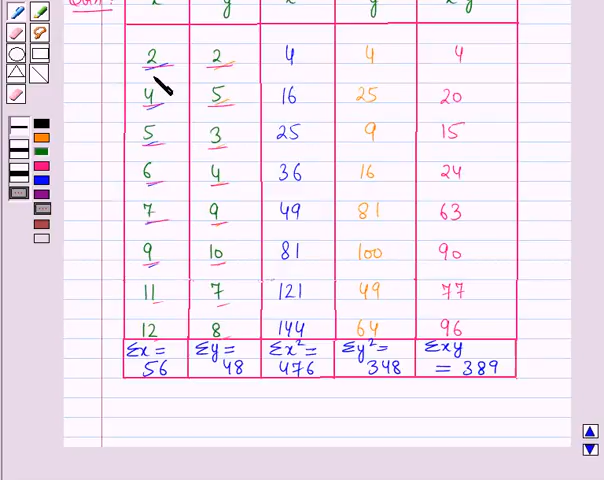 x y x y xy
2 2 4 4 4
4 5 16 25 20
5 3 25 9 15
6 4 36 16 24
7 9 49 81 63
9 10 81 100 90
11 7 121 49 77
12 8 144 64 96
Σx = Σy = Σx² = Σy² = Σxy
56 48 476 348 = 389